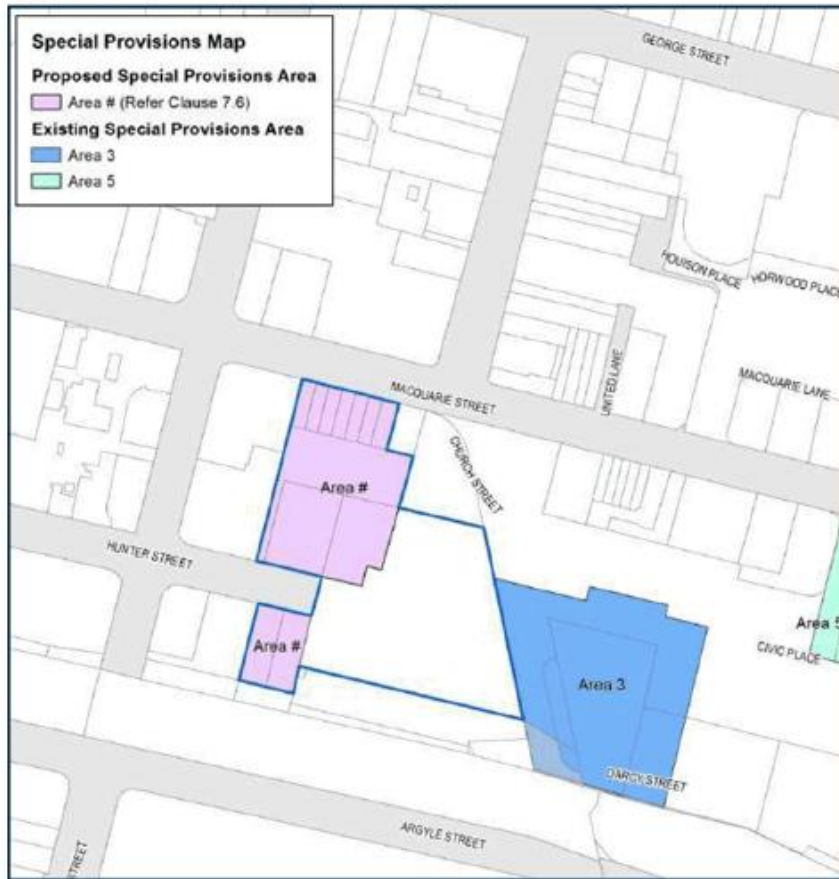 Special Provisions Map
Proposed Special Provisions Area
Area # (Refer Clause 7.6)
Existing Special Provisions Area
Area 3
Area 5
GEORGE STREET
HOUISON PLACE
HORWOOD PLACE
UNITED LANE
MACQUARIE LANE
MACQUARIE STREET
CHURCH STREET
Area #
HUNTER STREET
Area #
Area 5
CIVIC PLACE
Area 3
DARCY STREET
ARGYLE STREET
STREET